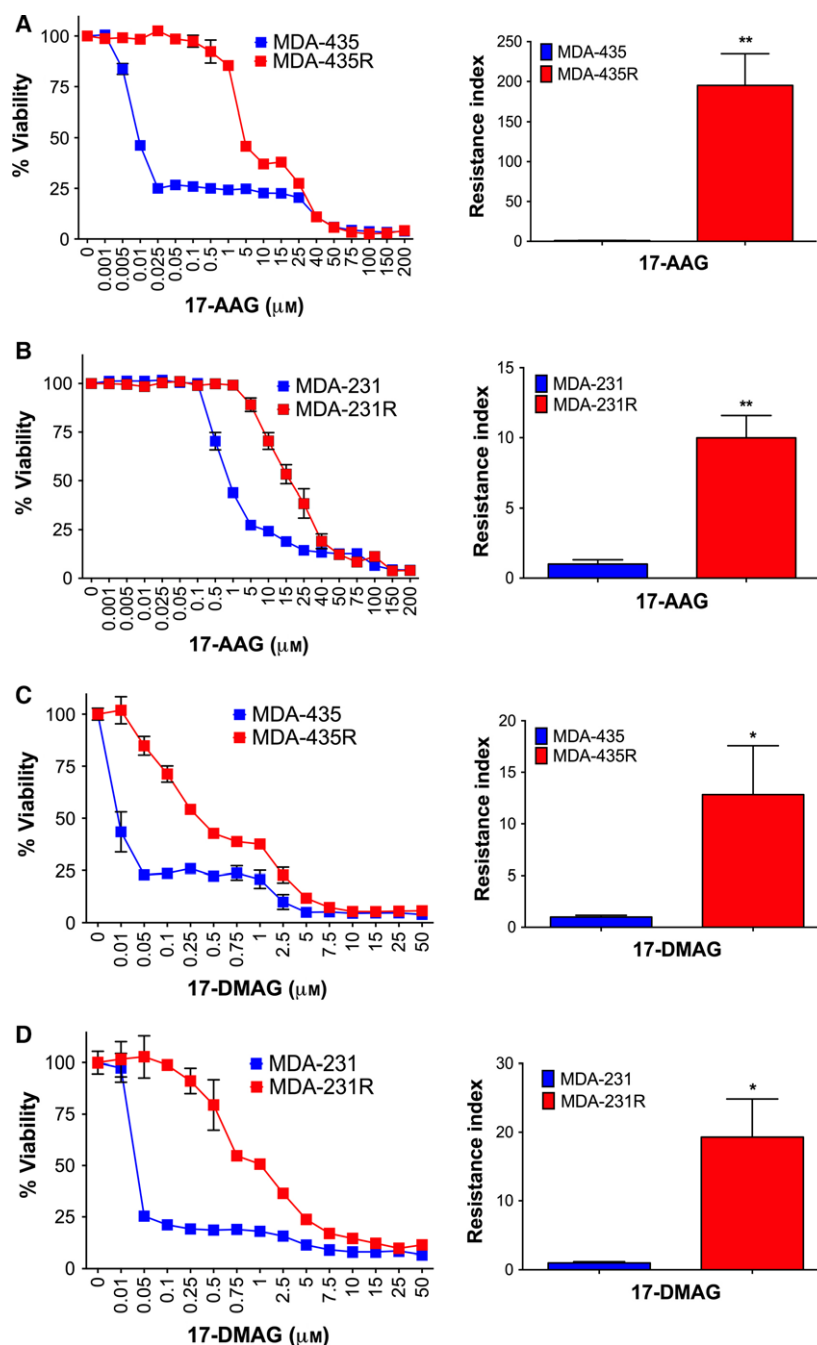 A
MDA-435
MDA-435R
% Viability
100
75
50
25
0
0 0.001 0.005 0.01 0.025 0.05 0.1 0.5 1 5 10 15 25 40 50 75 100 150 200
17-AAG (μM)
MDA-435
MDA-435R
**
Resistance index
250
200
150
100
50
0
17-AAG
B
MDA-231
MDA-231R
% Viability
100
75
50
25
0
0 0.001 0.005 0.01 0.025 0.05 0.1 0.5 1 5 10 15 25 40 50 75 100 150 200
17-AAG (μM)
MDA-231
MDA-231R
**
Resistance index
15
10
5
0
17-AAG
C
MDA-435
MDA-435R
% Viability
100
75
50
25
0
0 0.01 0.05 0.1 0.25 0.5 0.75 1 2.5 5 7.5 10 15 25 50
17-DMAG (μM)
MDA-435
MDA-435R
*
Resistance index
20
15
10
5
0
17-DMAG
D
MDA-231
MDA-231R
% Viability
100
75
50
25
0
0 0.01 0.05 0.1 0.25 0.5 0.75 1 2.5 5 7.5 10 15 25 50
17-DMAG (μM)
MDA-231
MDA-231R
*
Resistance index
30
20
10
0
17-DMAG